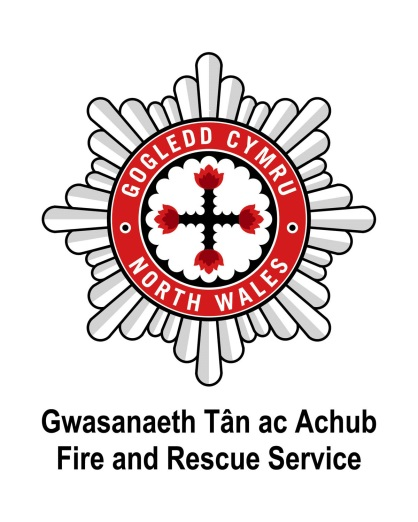 GOGLEDD CYMRU
NORTH WALES
Gwasanaeth Tân ac Achub
Fire and Rescue Service